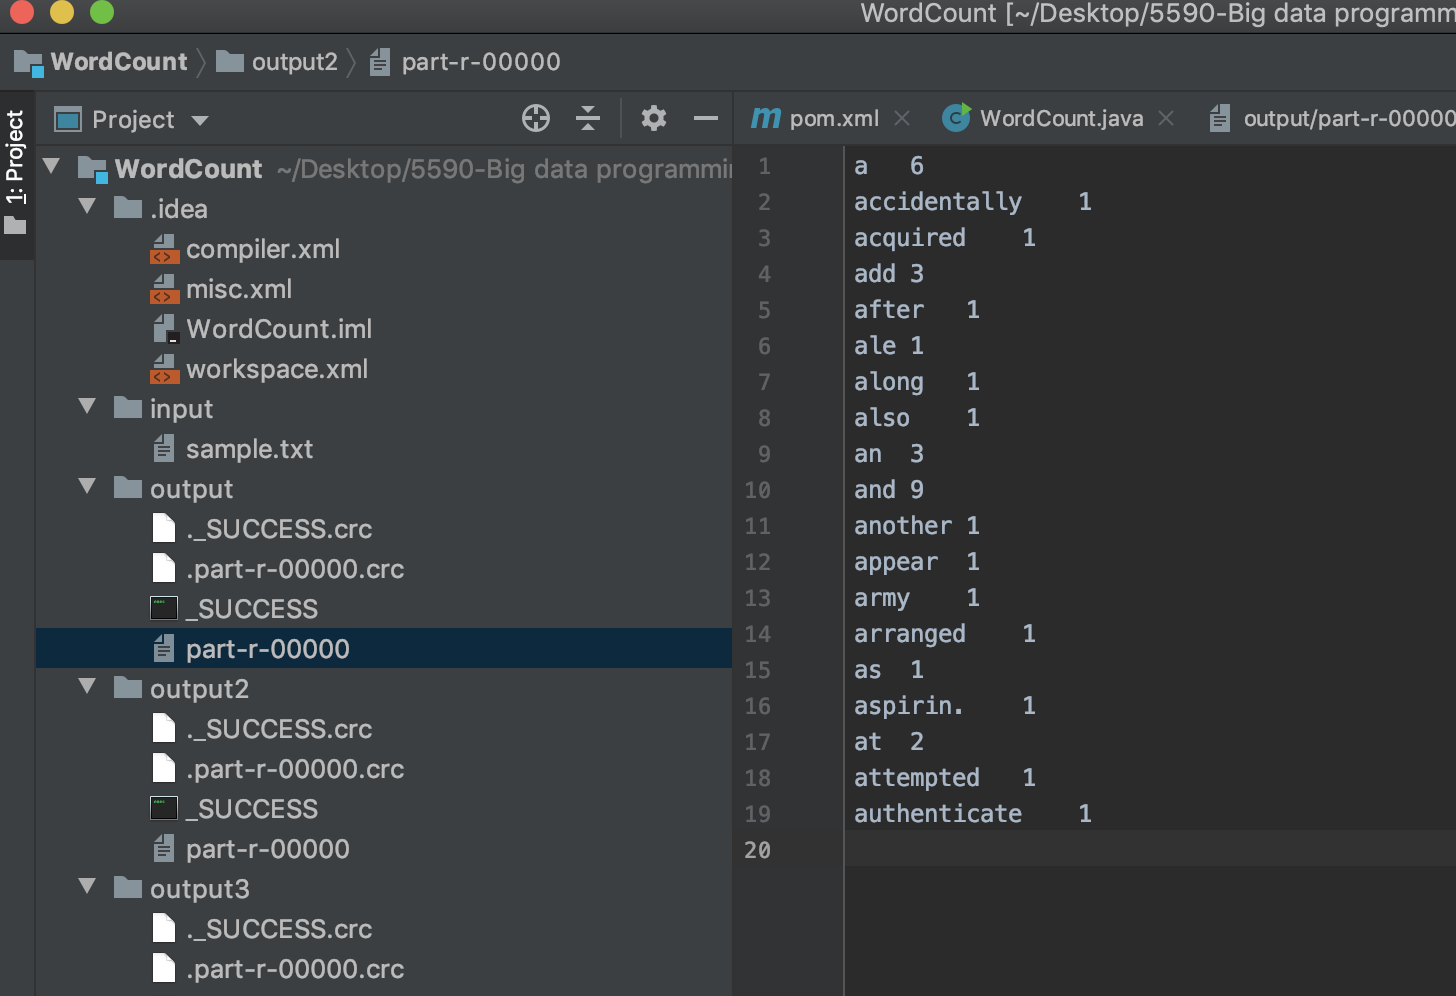 WordCount [~/Desktop/5590-Big data programm
WordCount output2 part-r-00000
1: Project
Project
pom.xml WordCount.java output/part-r-00000
WordCount ~/Desktop/5590-Big data programmi
.idea
compiler.xml
misc.xml
WordCount.iml
workspace.xml
input
sample.txt
output
._SUCCESS.crc
.part-r-00000.crc
_SUCCESS
part-r-00000
output2
._SUCCESS.crc
.part-r-00000.crc
_SUCCESS
part-r-00000
output3
._SUCCESS.crc
.part-r-00000.crc
1 a 6
2 accidentally 1
3 acquired 1
4 add 3
5 after 1
6 ale 1
7 along 1
8 also 1
9 an 3
10 and 9
11 another 1
12 appear 1
13 army 1
14 arranged 1
15 as 1
16 aspirin. 1
17 at 2
18 attempted 1
19 authenticate 1
20